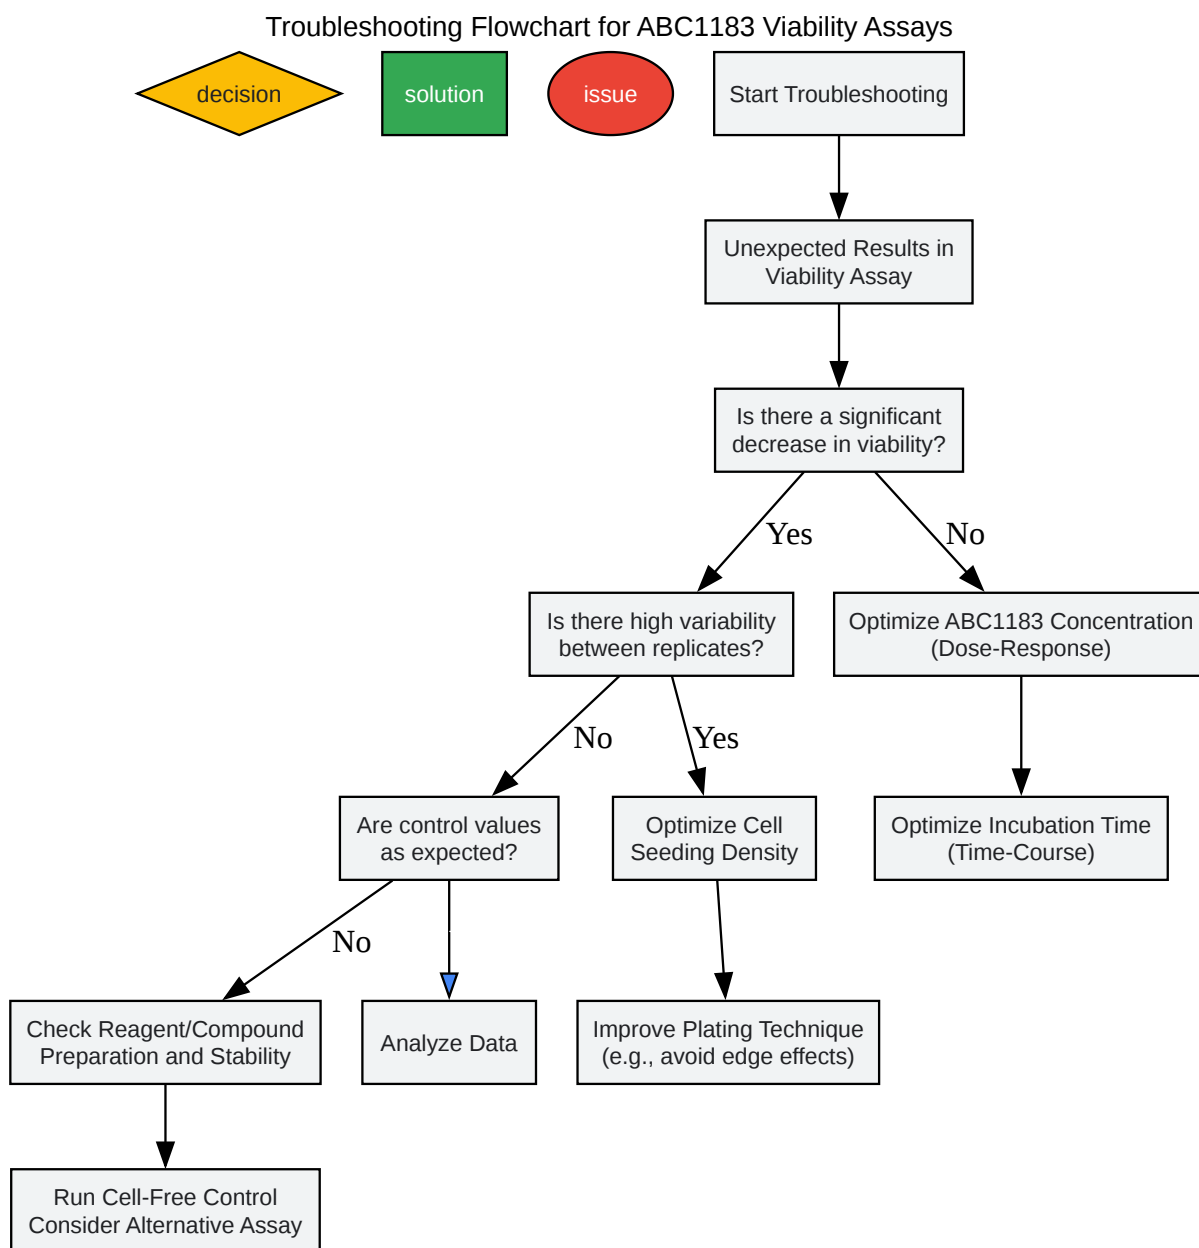 Troubleshooting Flowchart for ABC1183 Viability Assays
decision
solution
issue
Start Troubleshooting
Unexpected Results in
Viability Assay
Is there a significant
decrease in viability?
Yes
No
Is there high variability
between replicates?
Optimize ABC1183 Concentration
(Dose-Response)
No
Yes
Are control values
as expected?
Optimize Cell
Seeding Density
Optimize Incubation Time
(Time-Course)
No
Check Reagent/Compound
Preparation and Stability
Analyze Data
Improve Plating Technique
(e.g., avoid edge effects)
Run Cell-Free Control
Consider Alternative Assay